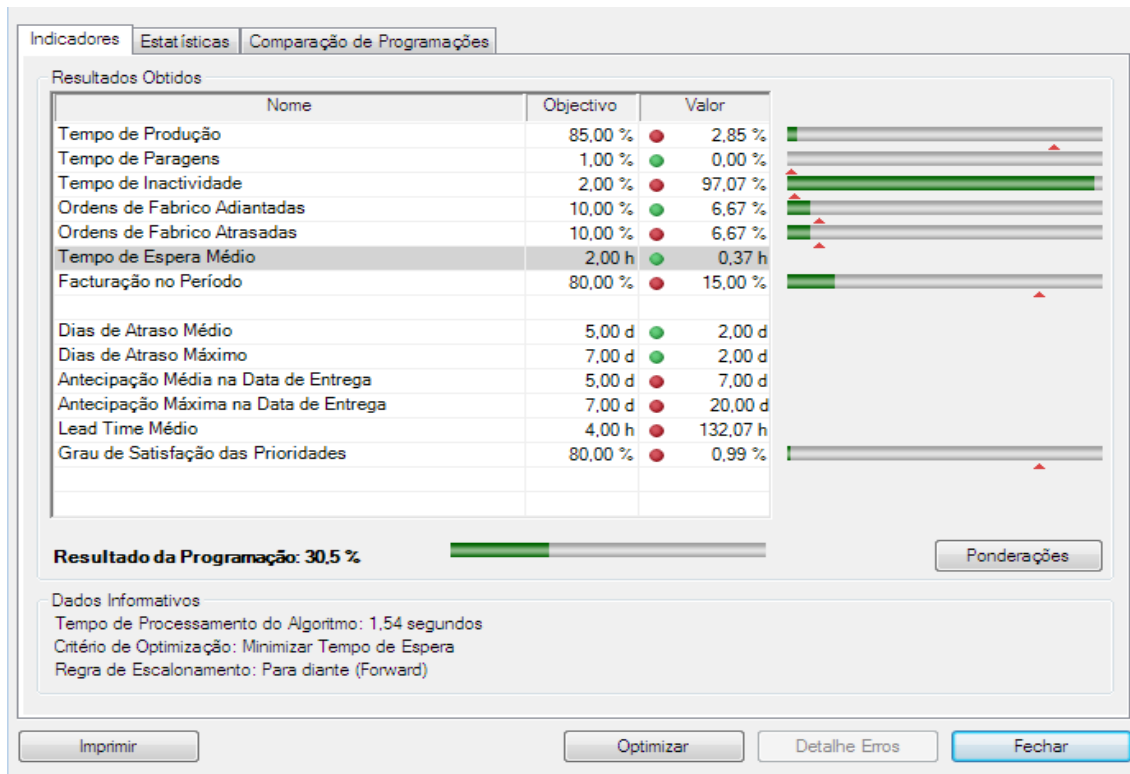 Indicadores Estatísticas Comparação de Programações
Resultados Obtidos
Nome Objectivo Valor
Tempo de Produção 85,00 % 2,85 %
Tempo de Paragens 1,00 % 0,00 %
Tempo de Inactividade 2,00 % 97,07 %
Ordens de Fabrico Adiantadas 10,00 % 6,67 %
Ordens de Fabrico Atrasadas 10,00 % 6,67 %
Tempo de Espera Médio 2,00 h 0,37 h
Facturação no Período 80,00 % 15,00 %
Dias de Atraso Médio 5,00 d 2,00 d
Dias de Atraso Máximo 7,00 d 2,00 d
Antecipação Média na Data de Entrega 5,00 d 7,00 d
Antecipação Máxima na Data de Entrega 7,00 d 20,00 d
Lead Time Médio 4,00 h 132,07 h
Grau de Satisfação das Prioridades 80,00 % 0,99 %
Resultado da Programação: 30,5 % Ponderações
Dados Informativos
Tempo de Processamento do Algoritmo: 1,54 segundos
Critério de Optimização: Minimizar Tempo de Espera
Regra de Escalonamento: Para diante (Forward)
Imprimir Optimizar Detalhe Erros Fechar